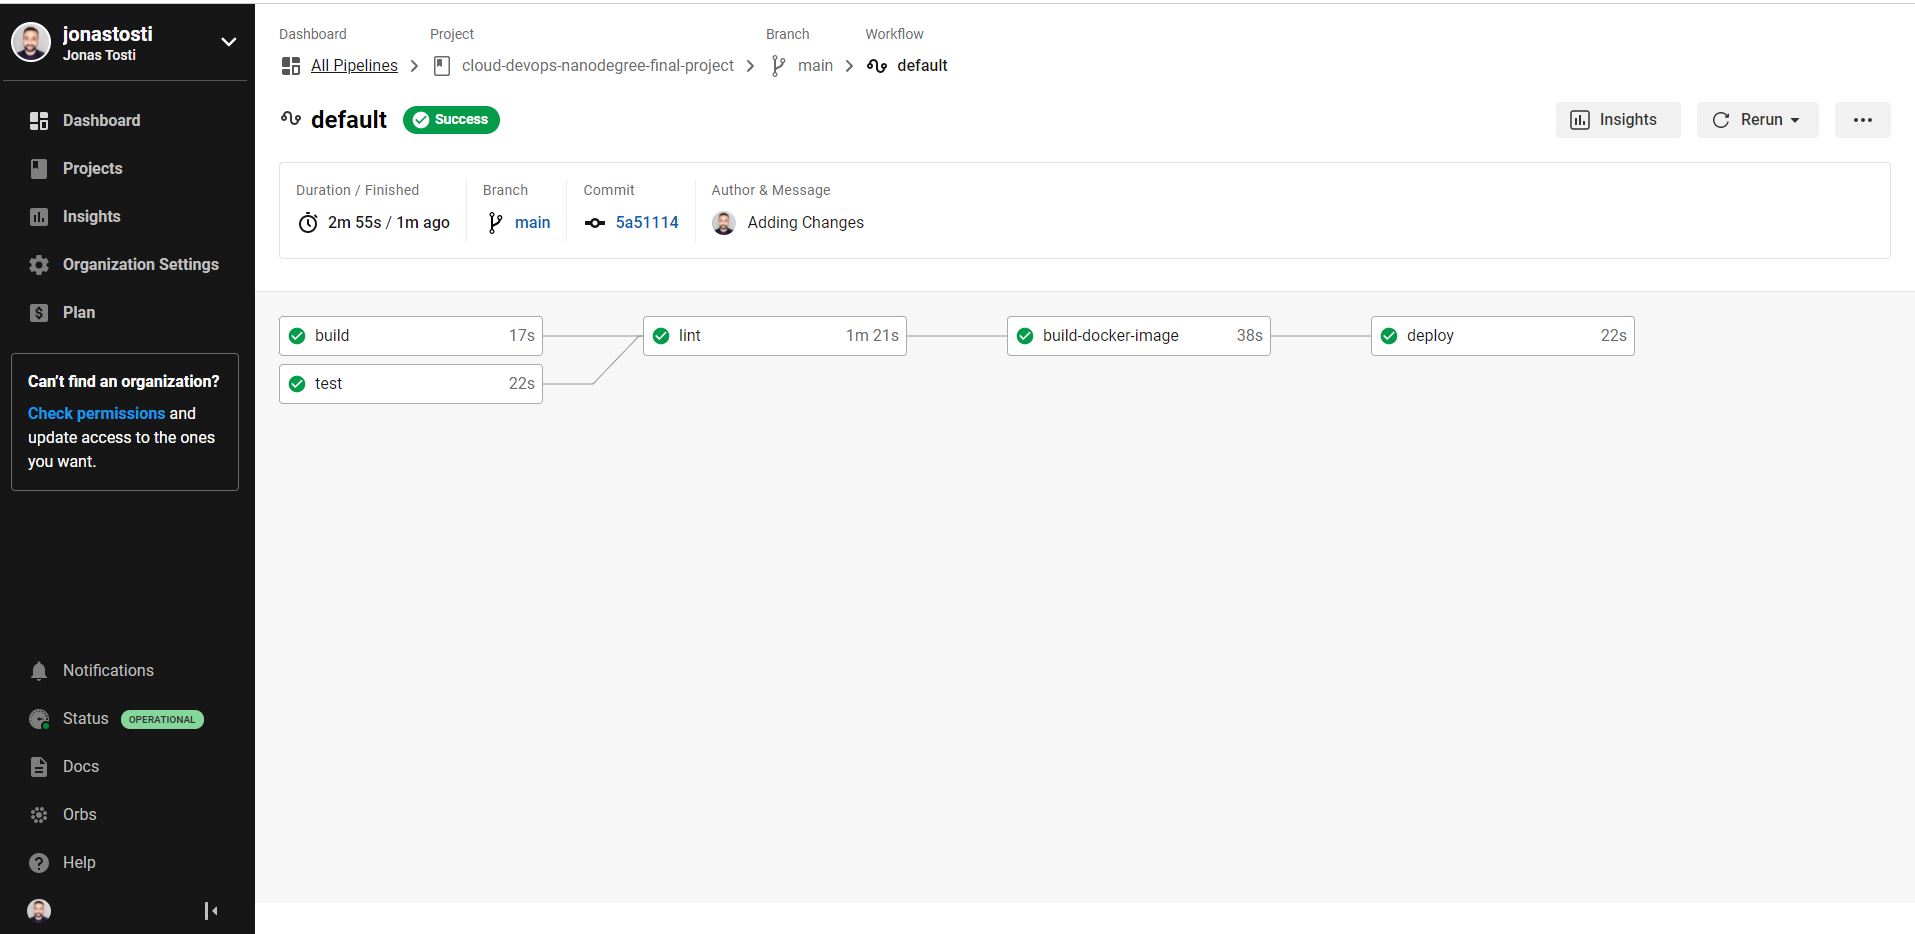 jonastosti
Jonas Tosti
Dashboard
Projects
Insights
Organization Settings
Plan
Can't find an organization?
Check permissions and
update access to the ones
you want.
Notifications
Status OPERATIONAL
Docs
Orbs
Help
Dashboard Project Branch Workflow
All Pipelines cloud-devops-nanodegree-final-project main default
default Success Insights Rerun
Duration / Finished Branch Commit Author & Message
2m 55s / 1m ago main 5a51114 Adding Changes
build 17s lint 1m 21s build-docker-image 38s deploy 22s
test 22s